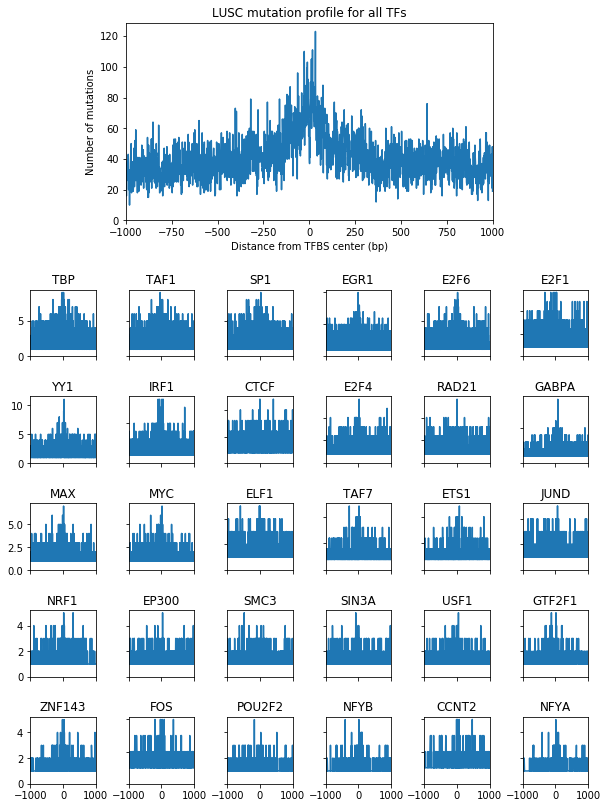 LUSC mutation profile for all TFs
120
100
80
60
40
20
0
Number of mutations
−1000 −750 −500 −250 0 250 500 750 1000
Distance from TFBS center (bp)
TBP TAF1 SP1 EGR1 E2F6 E2F1
5
0
YY1 IRF1 CTCF E2F4 RAD21 GABPA
10
5
0
MAX MYC ELF1 TAF7 ETS1 JUND
5.0
2.5
0.0
NRF1 EP300 SMC3 SIN3A USF1 GTF2F1
4
2
0
ZNF143 FOS POU2F2 NFYB CCNT2 NFYA
4
2
0
−1000 0 1000 −1000 0 1000 −1000 0 1000 −1000 0 1000 −1000 0 1000 −1000 0 1000